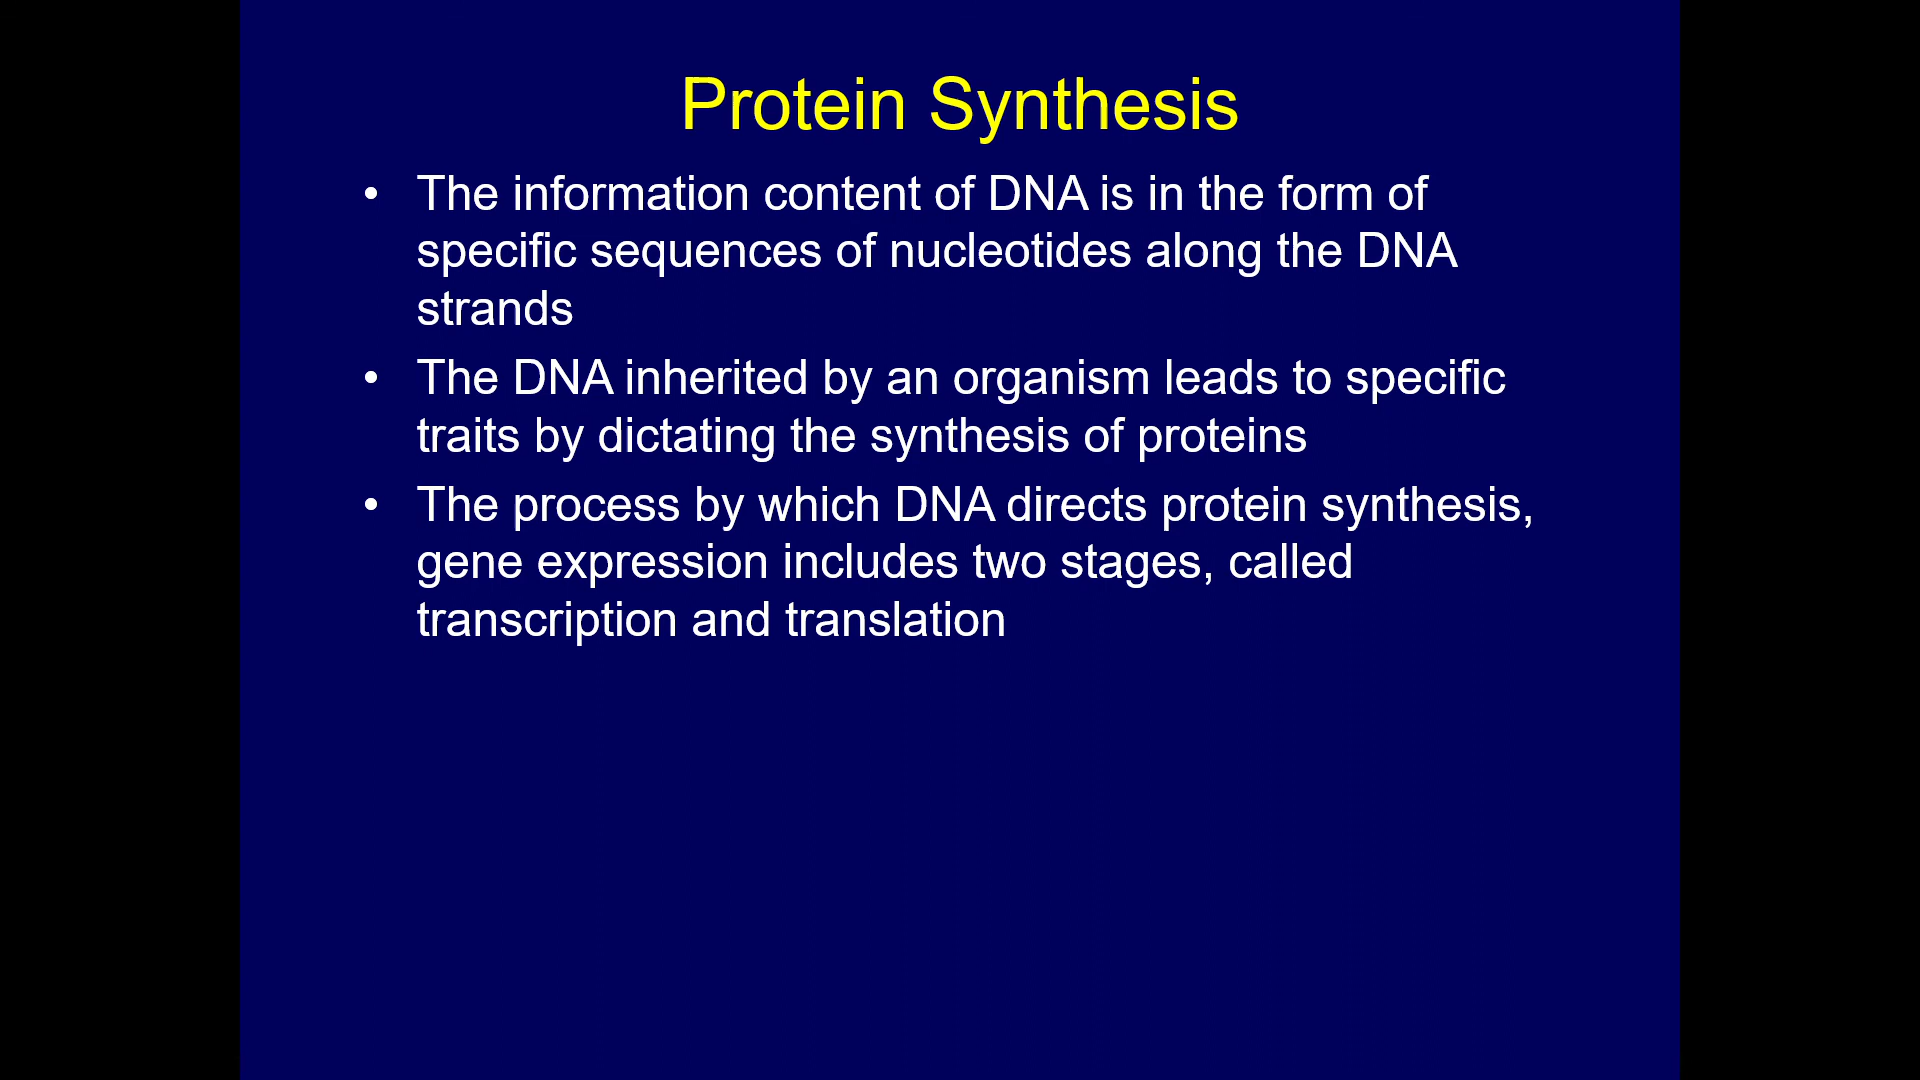 Protein Synthesis
• The information content of DNA is in the form of
specific sequences of nucleotides along the DNA
strands
• The DNA inherited by an organism leads to specific
traits by dictating the synthesis of proteins
• The process by which DNA directs protein synthesis,
gene expression includes two stages, called
transcription and translation